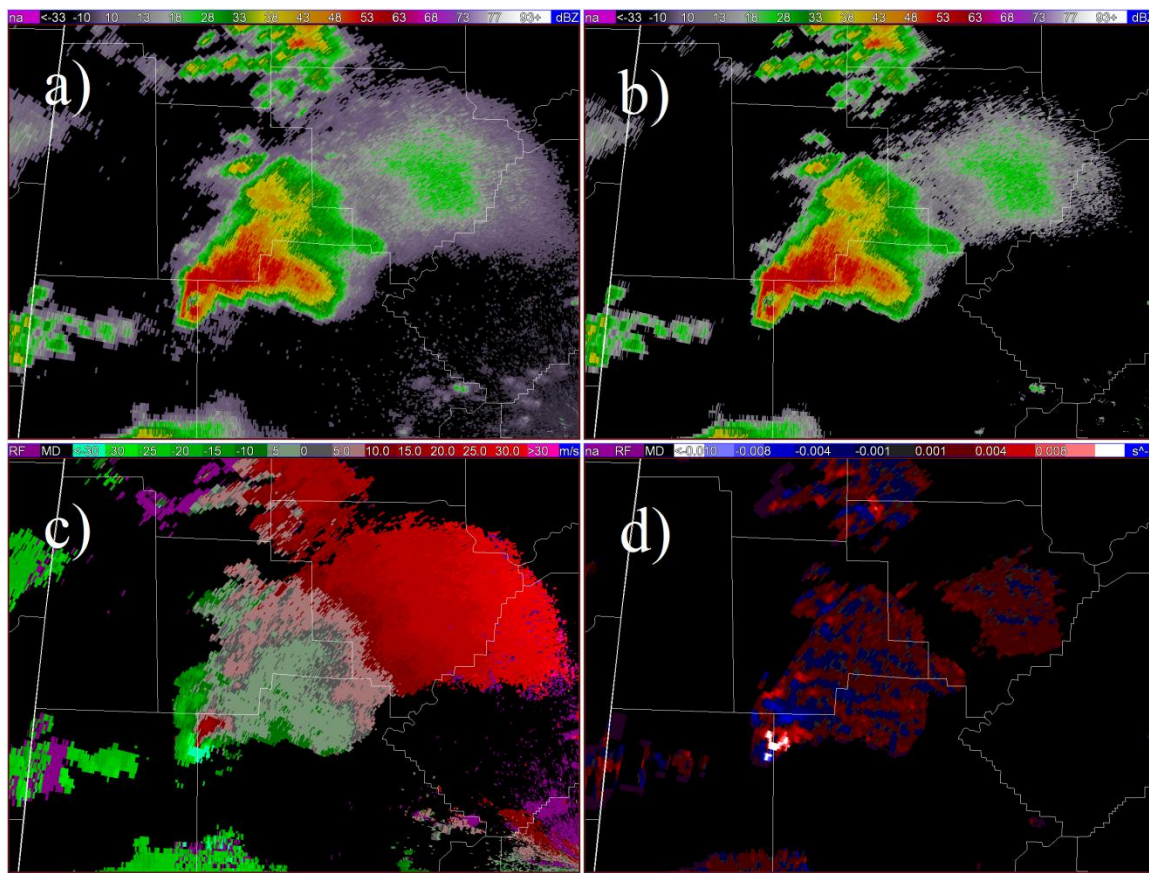 na <-33 -10 10 13 18 28 33 38 43 48 53 63 68 73 77 93+ dBZ
na <-33 -10 10 13 18 28 33 38 43 48 53 63 68 73 77 93+ dBZ
a)
b)
RF MD <-30 -25 -20 -15 -10 -5 0 5.0 10.0 15.0 20.0 25.0 30.0 >30 m/s
na RF MD <-0.010 -0.008 -0.004 -0.001 0.001 0.004 0.008 s^-
c)
d)